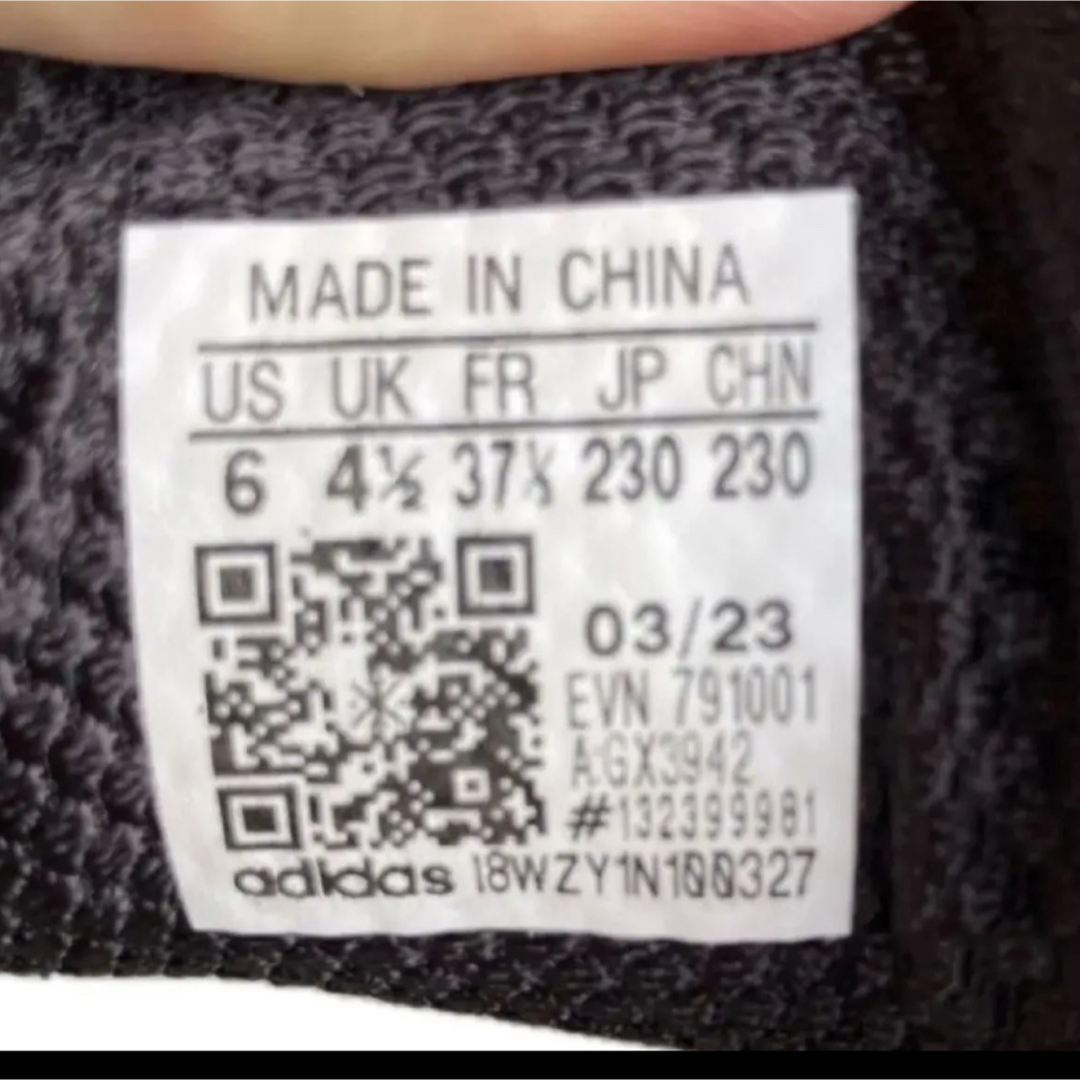 MADE IN CHINA
US UK FR JP CHN
6 4½ 37⅓ 230 230
03/23
EVN 791001
A:GX3942
#132399981
adidas 18WZY1N100327